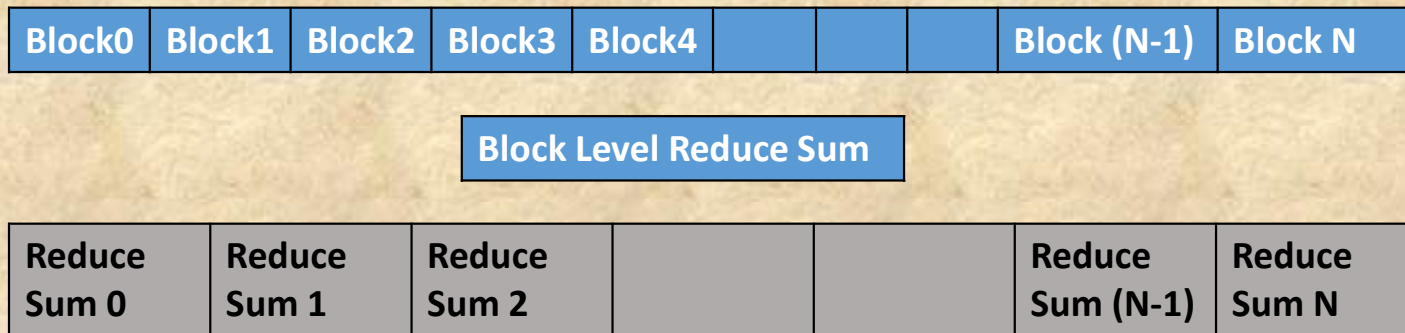 Block0 Block1 Block2 Block3 Block4 Block (N-1) Block N
Block Level Reduce Sum
Reduce Sum 0
Reduce Sum 1
Reduce Sum 2
Reduce Sum (N-1)
Reduce Sum N